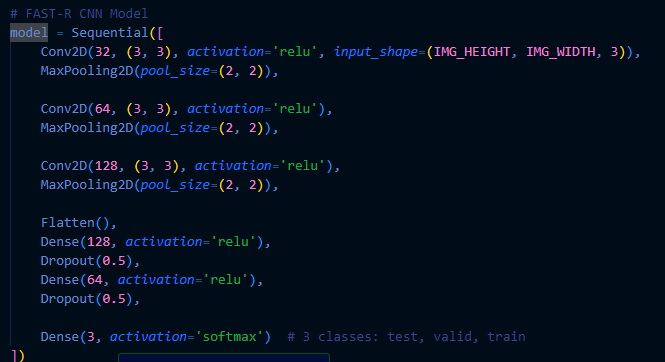 # FAST-R CNN Model
model = Sequential([
    Conv2D(32, (3, 3), activation='relu', input_shape=(IMG_HEIGHT, IMG_WIDTH, 3)),
    MaxPooling2D(pool_size=(2, 2)),

    Conv2D(64, (3, 3), activation='relu'),
    MaxPooling2D(pool_size=(2, 2)),

    Conv2D(128, (3, 3), activation='relu'),
    MaxPooling2D(pool_size=(2, 2)),

    Flatten(),
    Dense(128, activation='relu'),
    Dropout(0.5),
    Dense(64, activation='relu'),
    Dropout(0.5),

    Dense(3, activation='softmax')  # 3 classes: test, valid, train
])